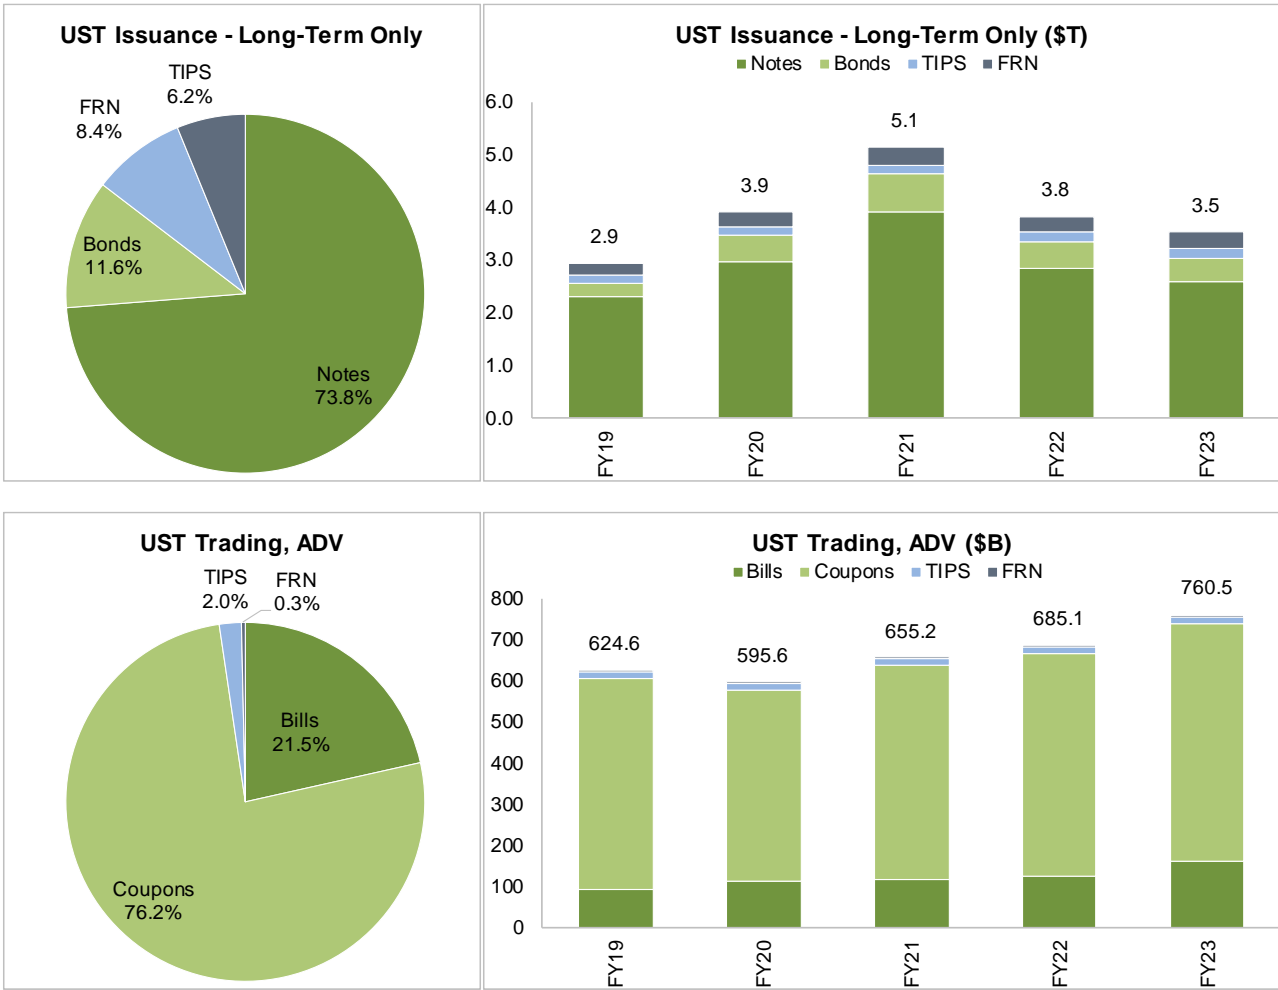 UST Issuance - Long-Term Only
TIPS
6.2%
FRN
8.4%
Bonds
11.6%
Notes
73.8%
UST Issuance - Long-Term Only ($T)
Notes Bonds TIPS FRN
6.0
5.0
4.0
3.0
2.0
1.0
0.0
2.9
3.9
5.1
3.8
3.5
FY19
FY20
FY21
FY22
FY23
UST Trading, ADV
TIPS
2.0%
FRN
0.3%
Bills
21.5%
Coupons
76.2%
UST Trading, ADV ($B)
Bills Coupons TIPS FRN
800
700
600
500
400
300
200
100
0
624.6
595.6
655.2
685.1
760.5
FY19
FY20
FY21
FY22
FY23